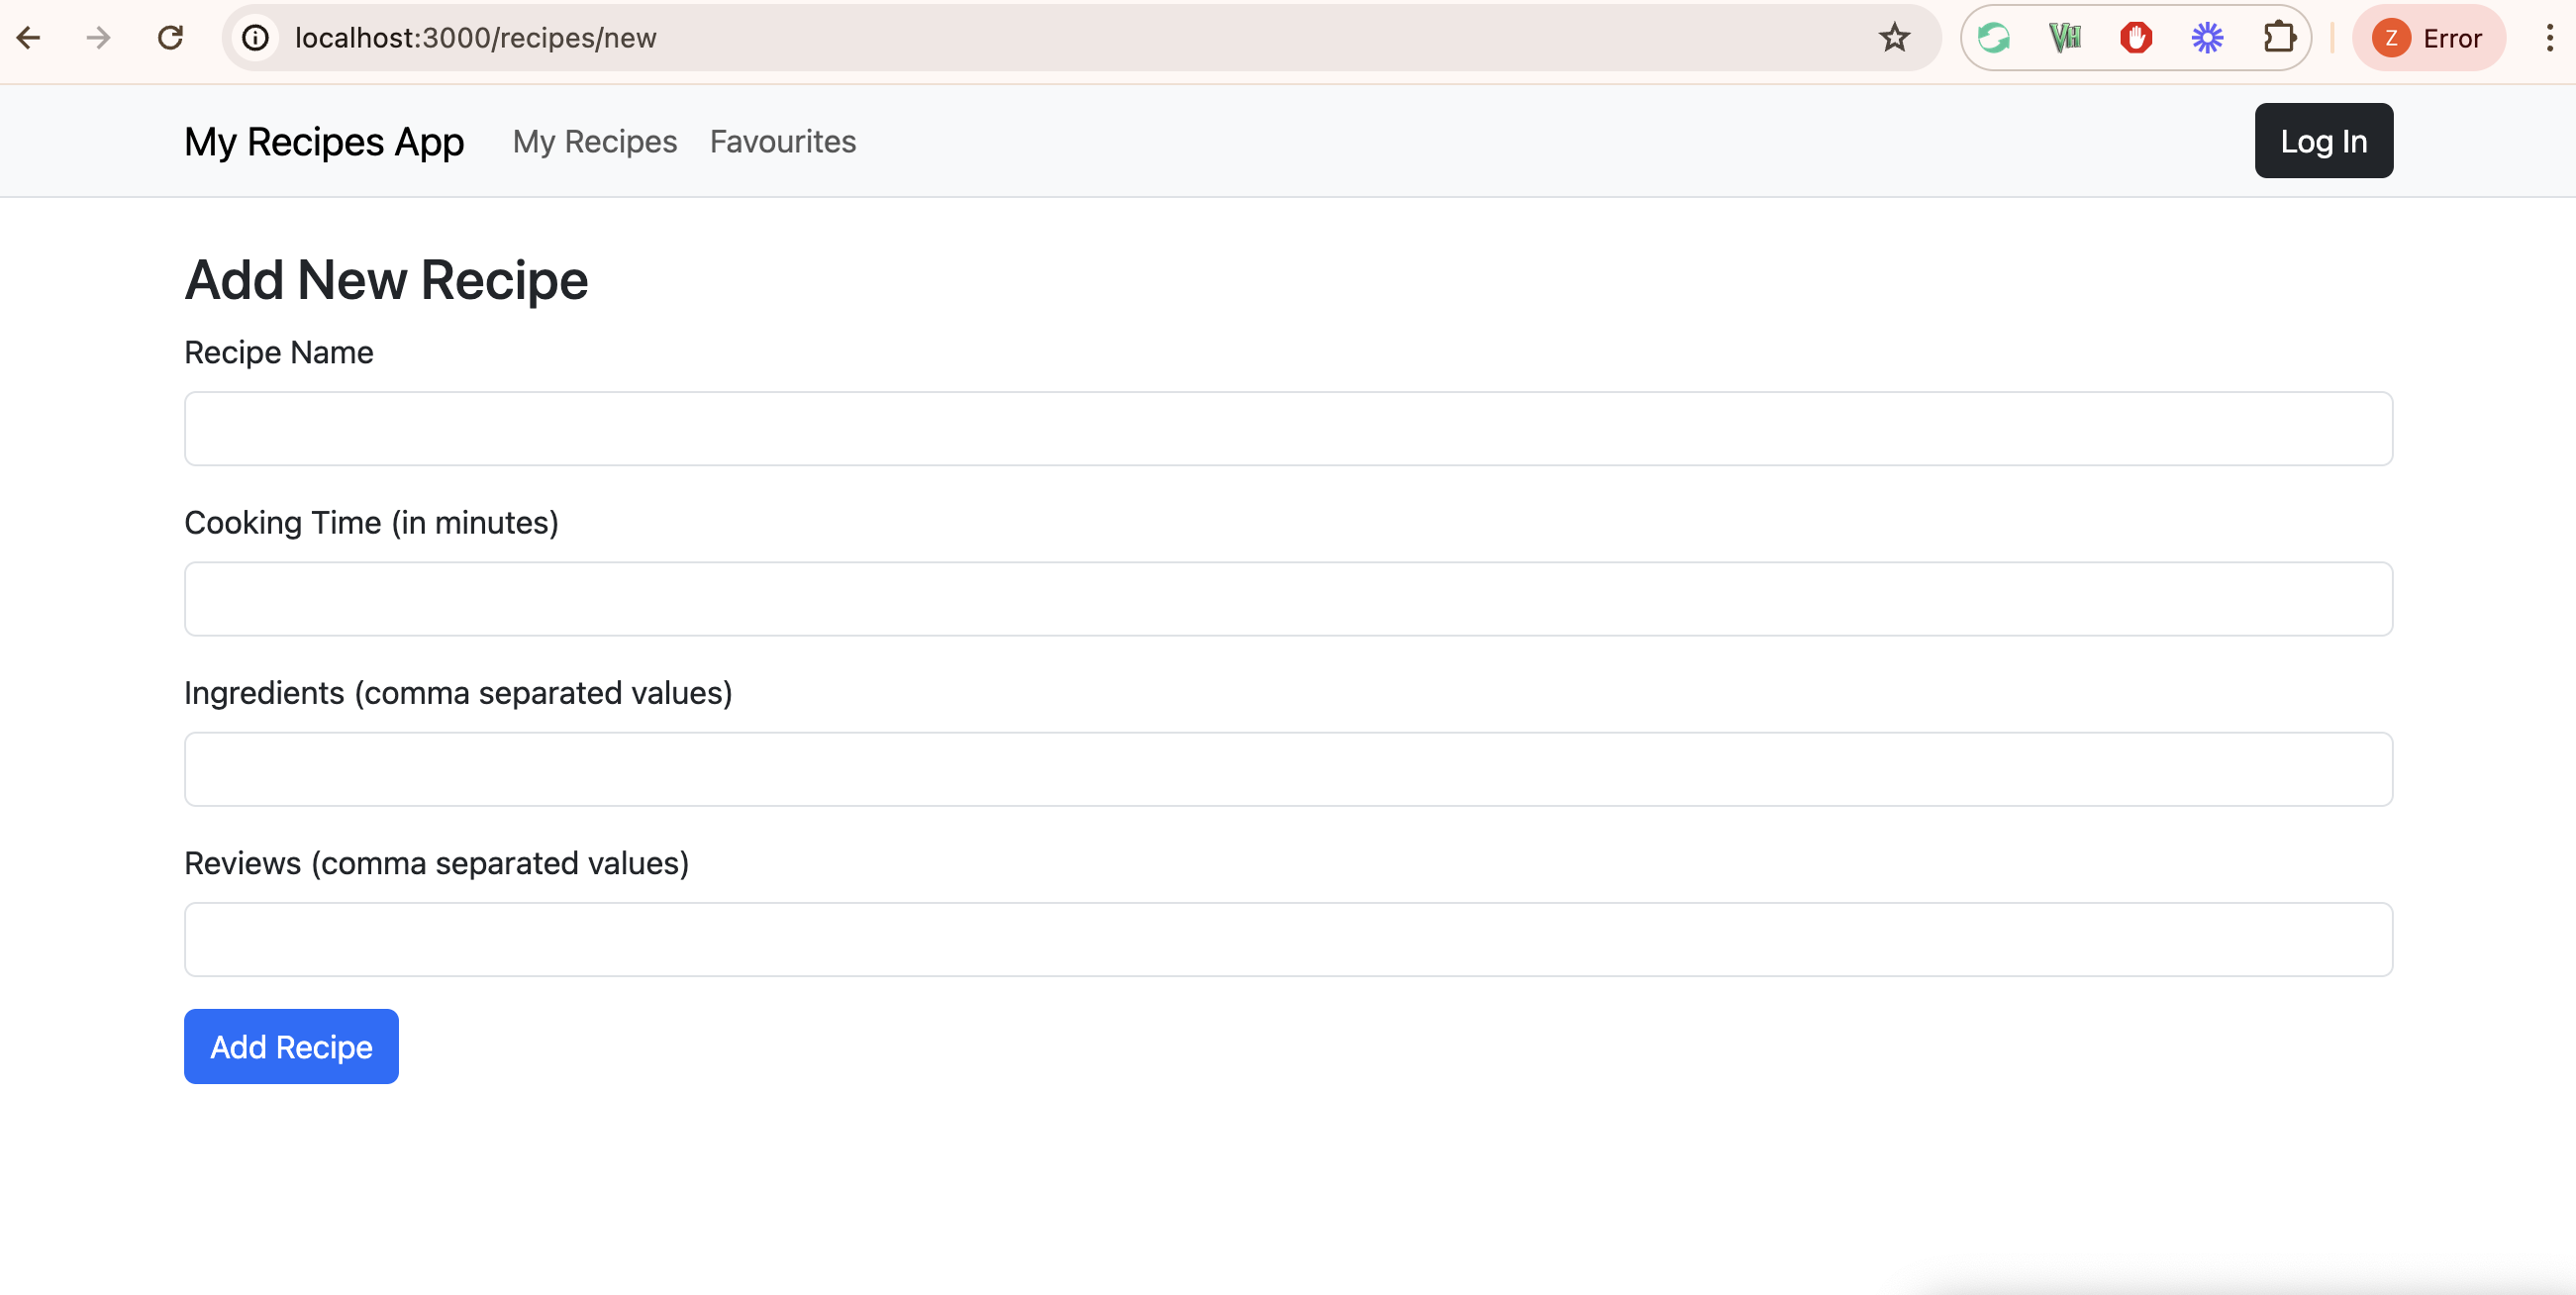 localhost:3000/recipes/new
VH
Z Error
My Recipes App My Recipes Favourites Log In
Add New Recipe
Recipe Name
Cooking Time (in minutes)
Ingredients (comma separated values)
Reviews (comma separated values)
Add Recipe